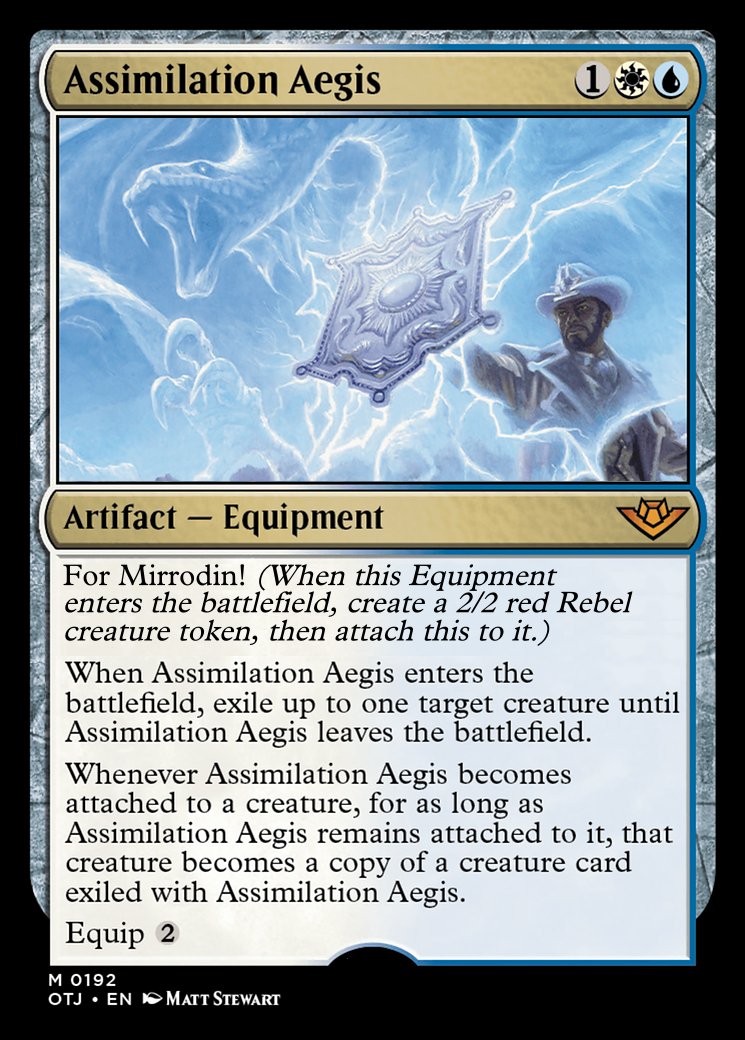 Assimilation Aegis 1
Artifact — Equipment
For Mirrodin! (When this Equipment
enters the battlefield, create a 2/2 red Rebel
creature token, then attach this to it.)
When Assimilation Aegis enters the
battlefield, exile up to one target creature until
Assimilation Aegis leaves the battlefield.
Whenever Assimilation Aegis becomes
attached to a creature, for as long as
Assimilation Aegis remains attached to it, that
creature becomes a copy of a creature card
exiled with Assimilation Aegis.
Equip 2
M 0192
OTJ • EN Matt Stewart